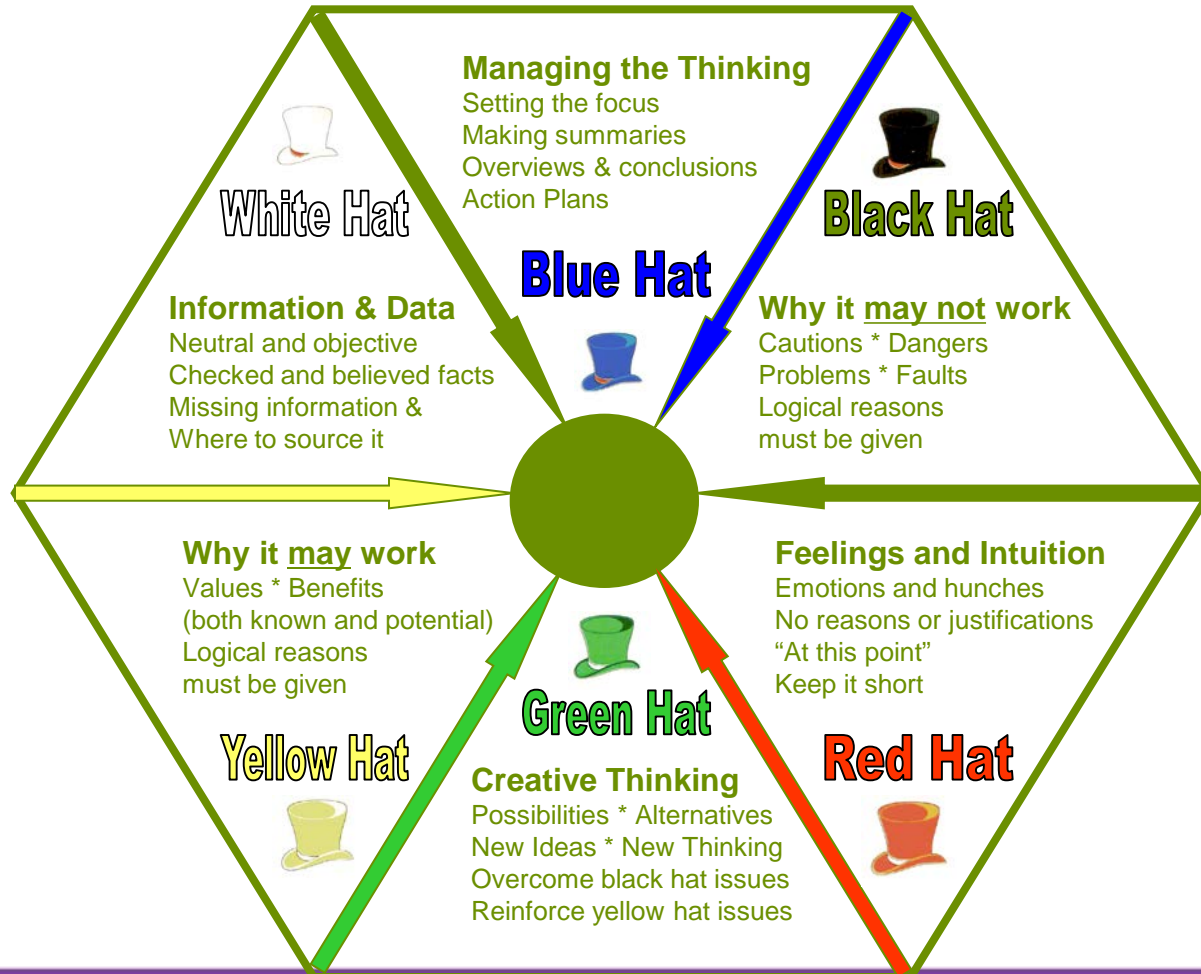 Managing the Thinking
Setting the focus
Making summaries
Overviews & conclusions
Action Plans
Blue Hat
White Hat
Information & Data
Neutral and objective
Checked and believed facts
Missing information &
Where to source it
Black Hat
Why it may not work
Cautions * Dangers
Problems * Faults
Logical reasons
must be given
Why it may work
Values * Benefits
(both known and potential)
Logical reasons
must be given
Yellow Hat
Green Hat
Creative Thinking
Possibilities * Alternatives
New Ideas * New Thinking
Overcome black hat issues
Reinforce yellow hat issues
Feelings and Intuition
Emotions and hunches
No reasons or justifications
“At this point”
Keep it short
Red Hat